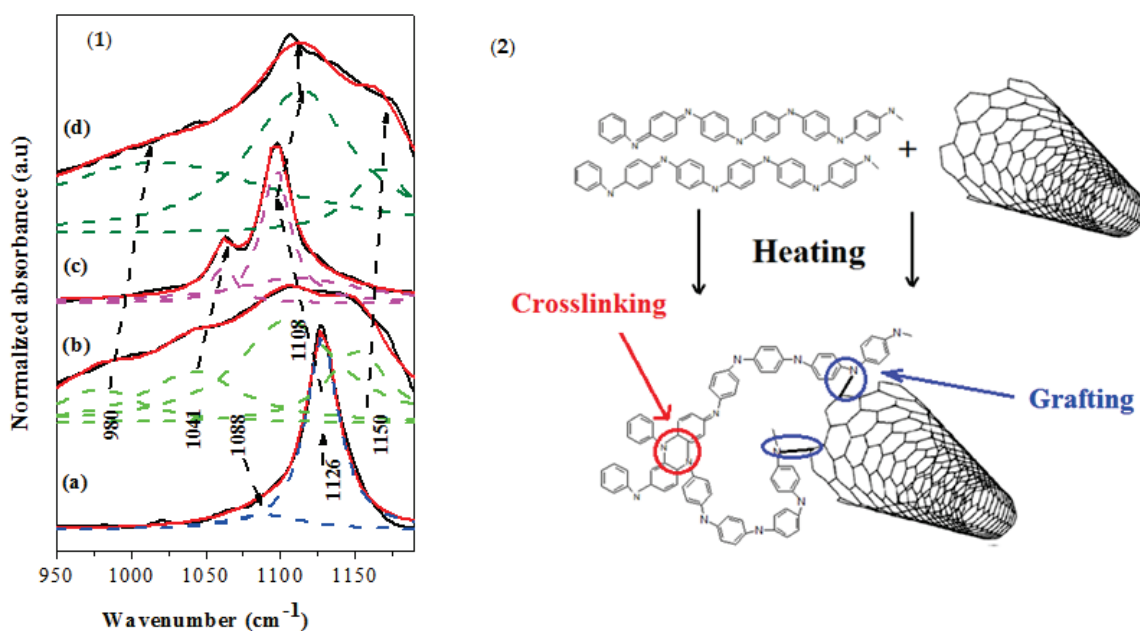 (1)
(d)
(c)
(b)
(a)
980
1041
1088
1108
1126
1150
Normalized absorbance (a.u)
950 1000 1050 1100 1150
Wavenumber (cm⁻¹)
(2)
+
Heating
Crosslinking
Grafting
N N N N N N
N N N N N N
N
N
N
N
N
N N
N
N
N
N N